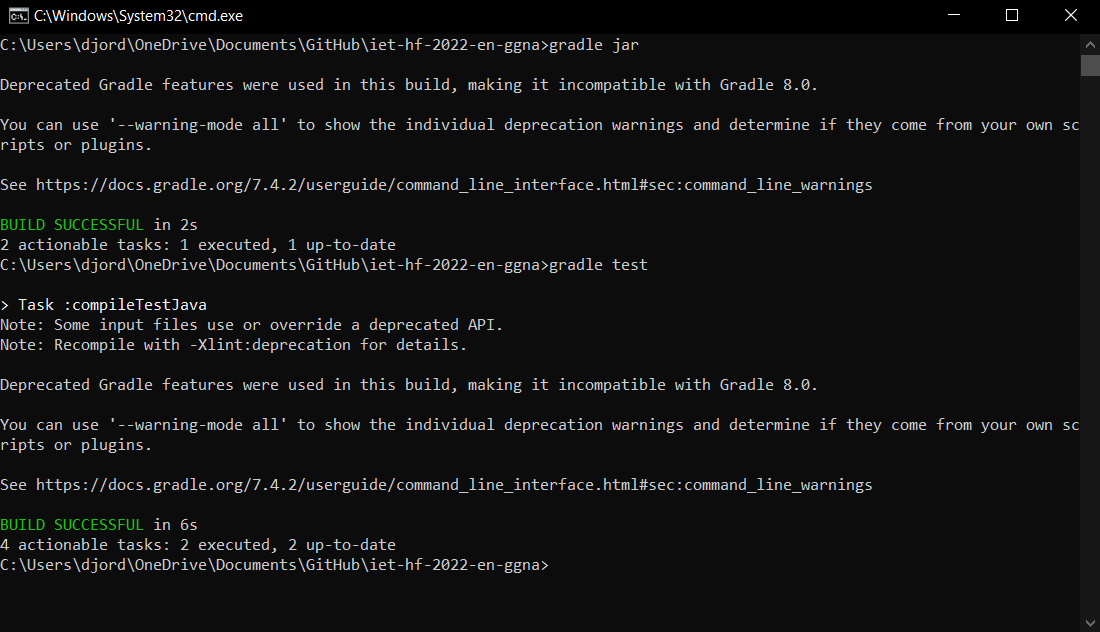 C:\Windows\System32\cmd.exe
C:\Users\djord\OneDrive\Documents\GitHub\iet-hf-2022-en-ggna>gradle jar
Deprecated Gradle features were used in this build, making it incompatible with Gradle 8.0.
You can use '--warning-mode all' to show the individual deprecation warnings and determine if they come from your own sc
ripts or plugins.
See https://docs.gradle.org/7.4.2/userguide/command_line_interface.html#sec:command_line_warnings
BUILD SUCCESSFUL in 2s
2 actionable tasks: 1 executed, 1 up-to-date
C:\Users\djord\OneDrive\Documents\GitHub\iet-hf-2022-en-ggna>gradle test
> Task :compileTestJava
Note: Some input files use or override a deprecated API.
Note: Recompile with -Xlint:deprecation for details.
Deprecated Gradle features were used in this build, making it incompatible with Gradle 8.0.
You can use '--warning-mode all' to show the individual deprecation warnings and determine if they come from your own sc
ripts or plugins.
See https://docs.gradle.org/7.4.2/userguide/command_line_interface.html#sec:command_line_warnings
BUILD SUCCESSFUL in 6s
4 actionable tasks: 2 executed, 2 up-to-date
C:\Users\djord\OneDrive\Documents\GitHub\iet-hf-2022-en-ggna>